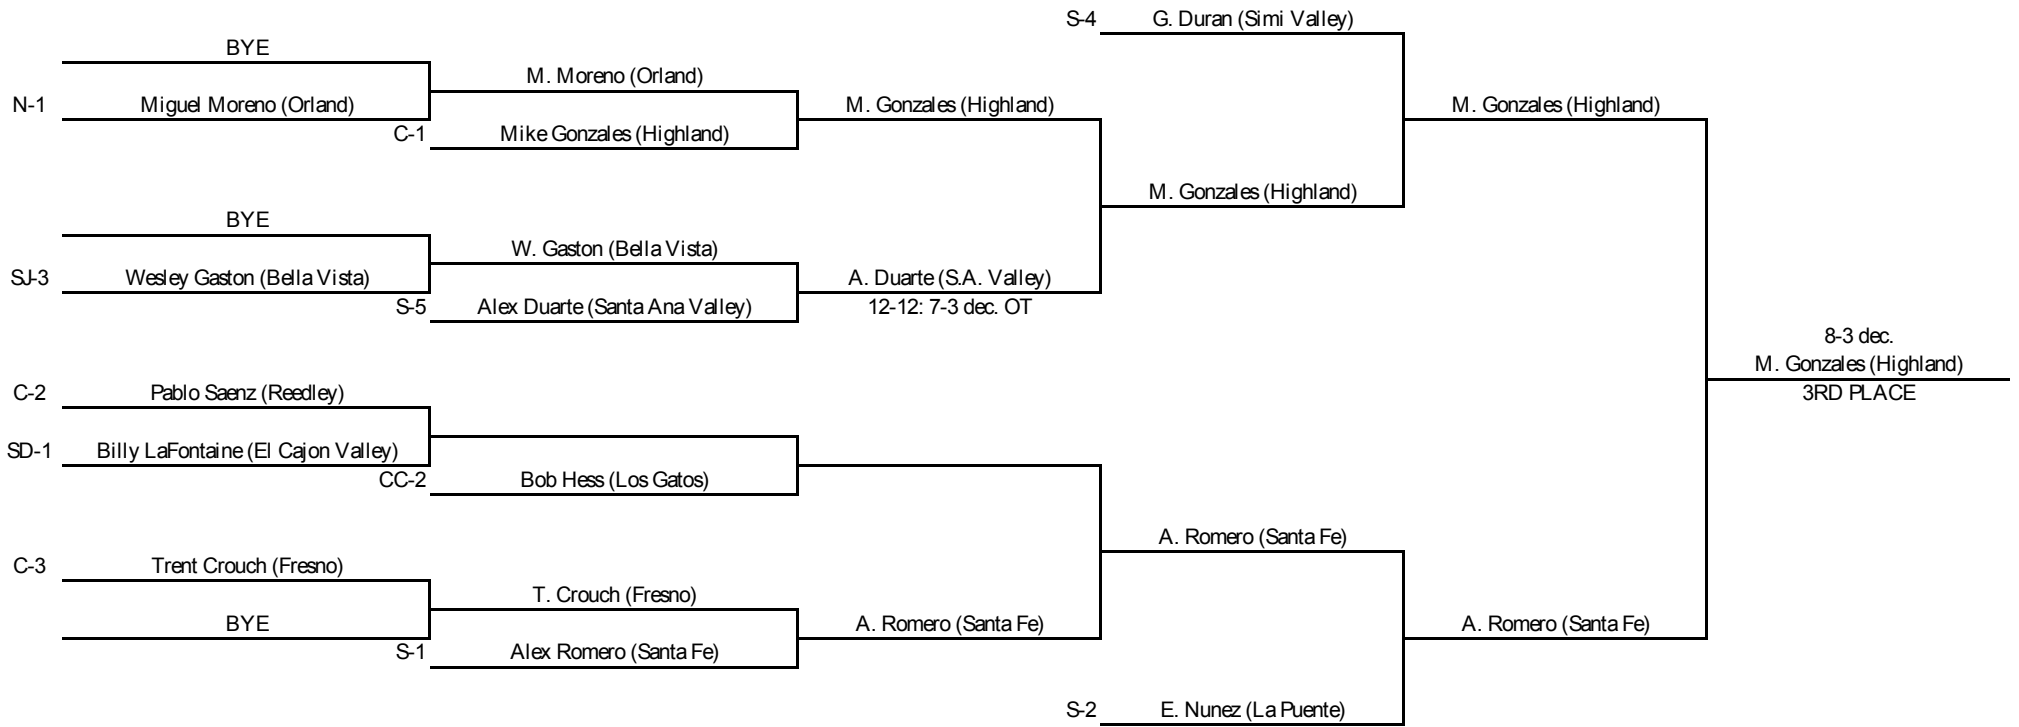 S-4 G. Duran (Simi Valley)
BYE
M. Moreno (Orland)
N-1 Miguel Moreno (Orland) M. Gonzales (Highland) M. Gonzales (Highland)
C-1 Mike Gonzales (Highland)
M. Gonzales (Highland)
BYE
W. Gaston (Bella Vista)
SJ-3 Wesley Gaston (Bella Vista) A. Duarte (S.A. Valley)
S-5 Alex Duarte (Santa Ana Valley) 12-12: 7-3 dec. OT
8-3 dec.
M. Gonzales (Highland)
C-2 Pablo Saenz (Reedley) 3RD PLACE
SD-1 Billy LaFontaine (El Cajon Valley)
CC-2 Bob Hess (Los Gatos)
A. Romero (Santa Fe)
C-3 Trent Crouch (Fresno)
T. Crouch (Fresno)
BYE A. Romero (Santa Fe) A. Romero (Santa Fe)
S-1 Alex Romero (Santa Fe)
S-2 E. Nunez (La Puente)